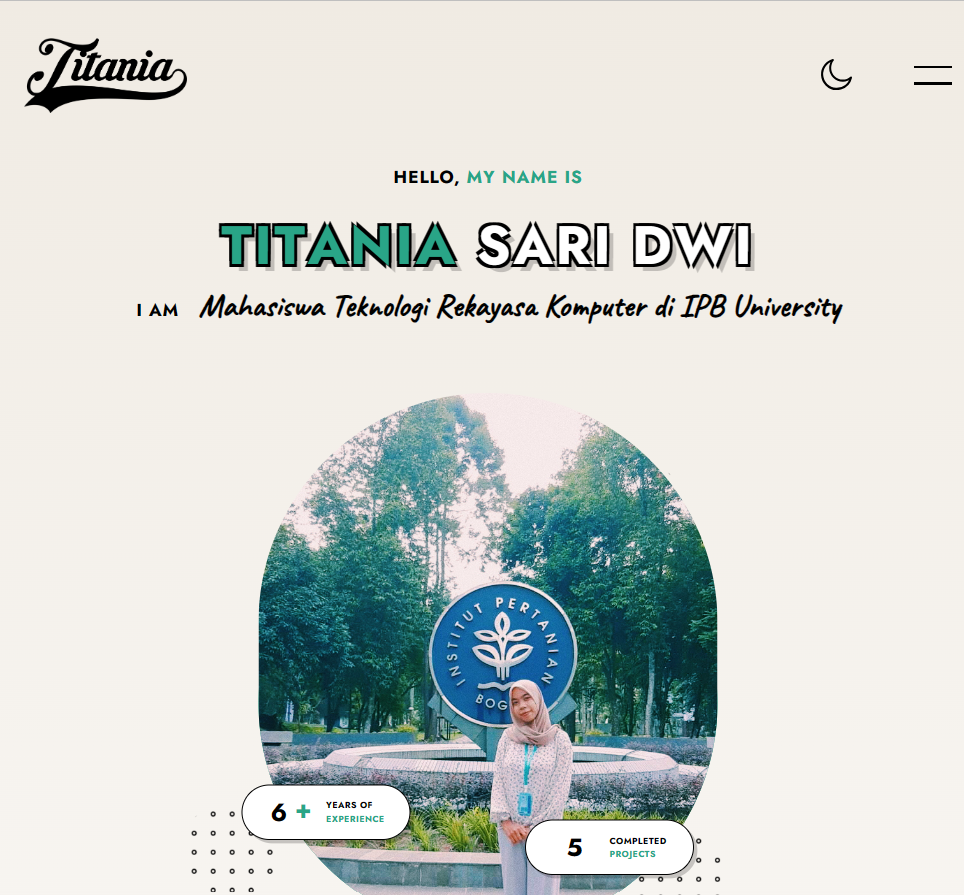 Titania
HELLO, MY NAME IS
TITANIA SARI DWI
I AM Mahasiswa Teknologi Rekayasa Komputer di IPB University
INSTITUT PERTANIAN
BOG
6 + YEARS OF
EXPERIENCE
5 COMPLETED
PROJECTS